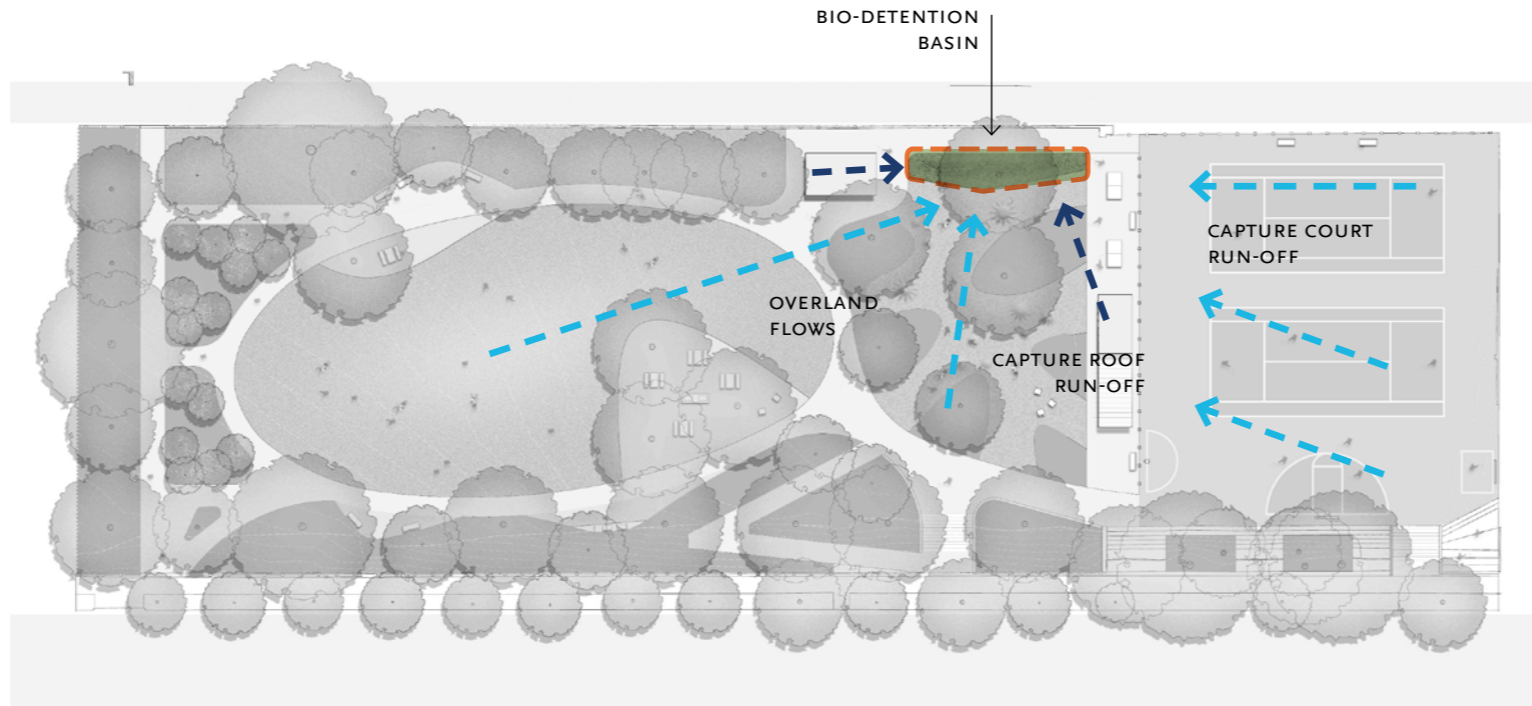 BIO-DETENTION
BASIN
CAPTURE COURT
RUN-OFF
OVERLAND
FLOWS
CAPTURE ROOF
RUN-OFF